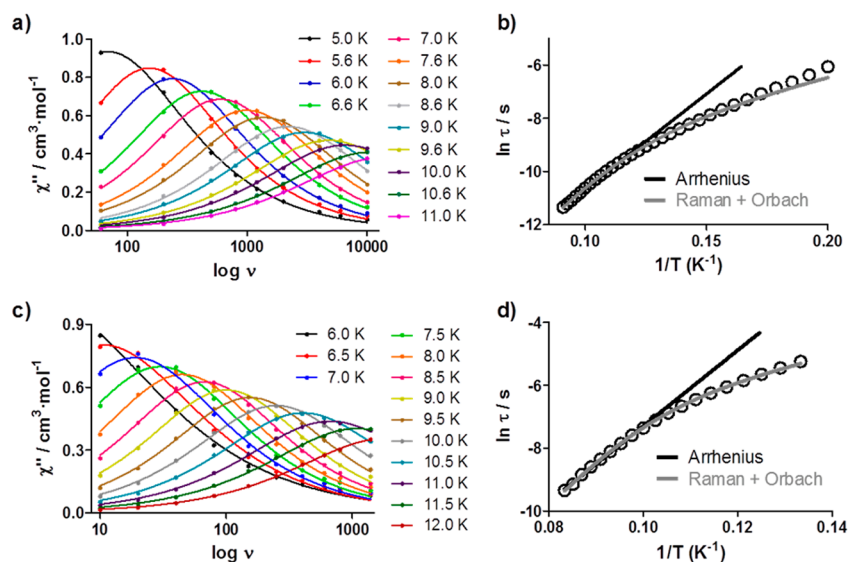 a)
χ'' / cm³·mol⁻¹
1.0
0.8
0.6
0.4
0.2
0.0
100
1000
10000
log ν
5.0 K
5.6 K
6.0 K
6.6 K
7.0 K
7.6 K
8.0 K
8.6 K
9.0 K
9.6 K
10.0 K
10.6 K
11.0 K
b)
ln τ / s
-6
-8
-10
-12
0.10
0.15
0.20
1/T (K⁻¹)
Arrhenius
Raman + Orbach
c)
χ'' / cm³·mol⁻¹
0.9
0.6
0.3
0.0
10
100
1000
log ν
6.0 K
6.5 K
7.0 K
7.5 K
8.0 K
8.5 K
9.0 K
9.5 K
10.0 K
10.5 K
11.0 K
11.5 K
12.0 K
d)
ln τ / s
-4
-6
-8
-10
0.08
0.10
0.12
0.14
1/T (K⁻¹)
Arrhenius
Raman + Orbach